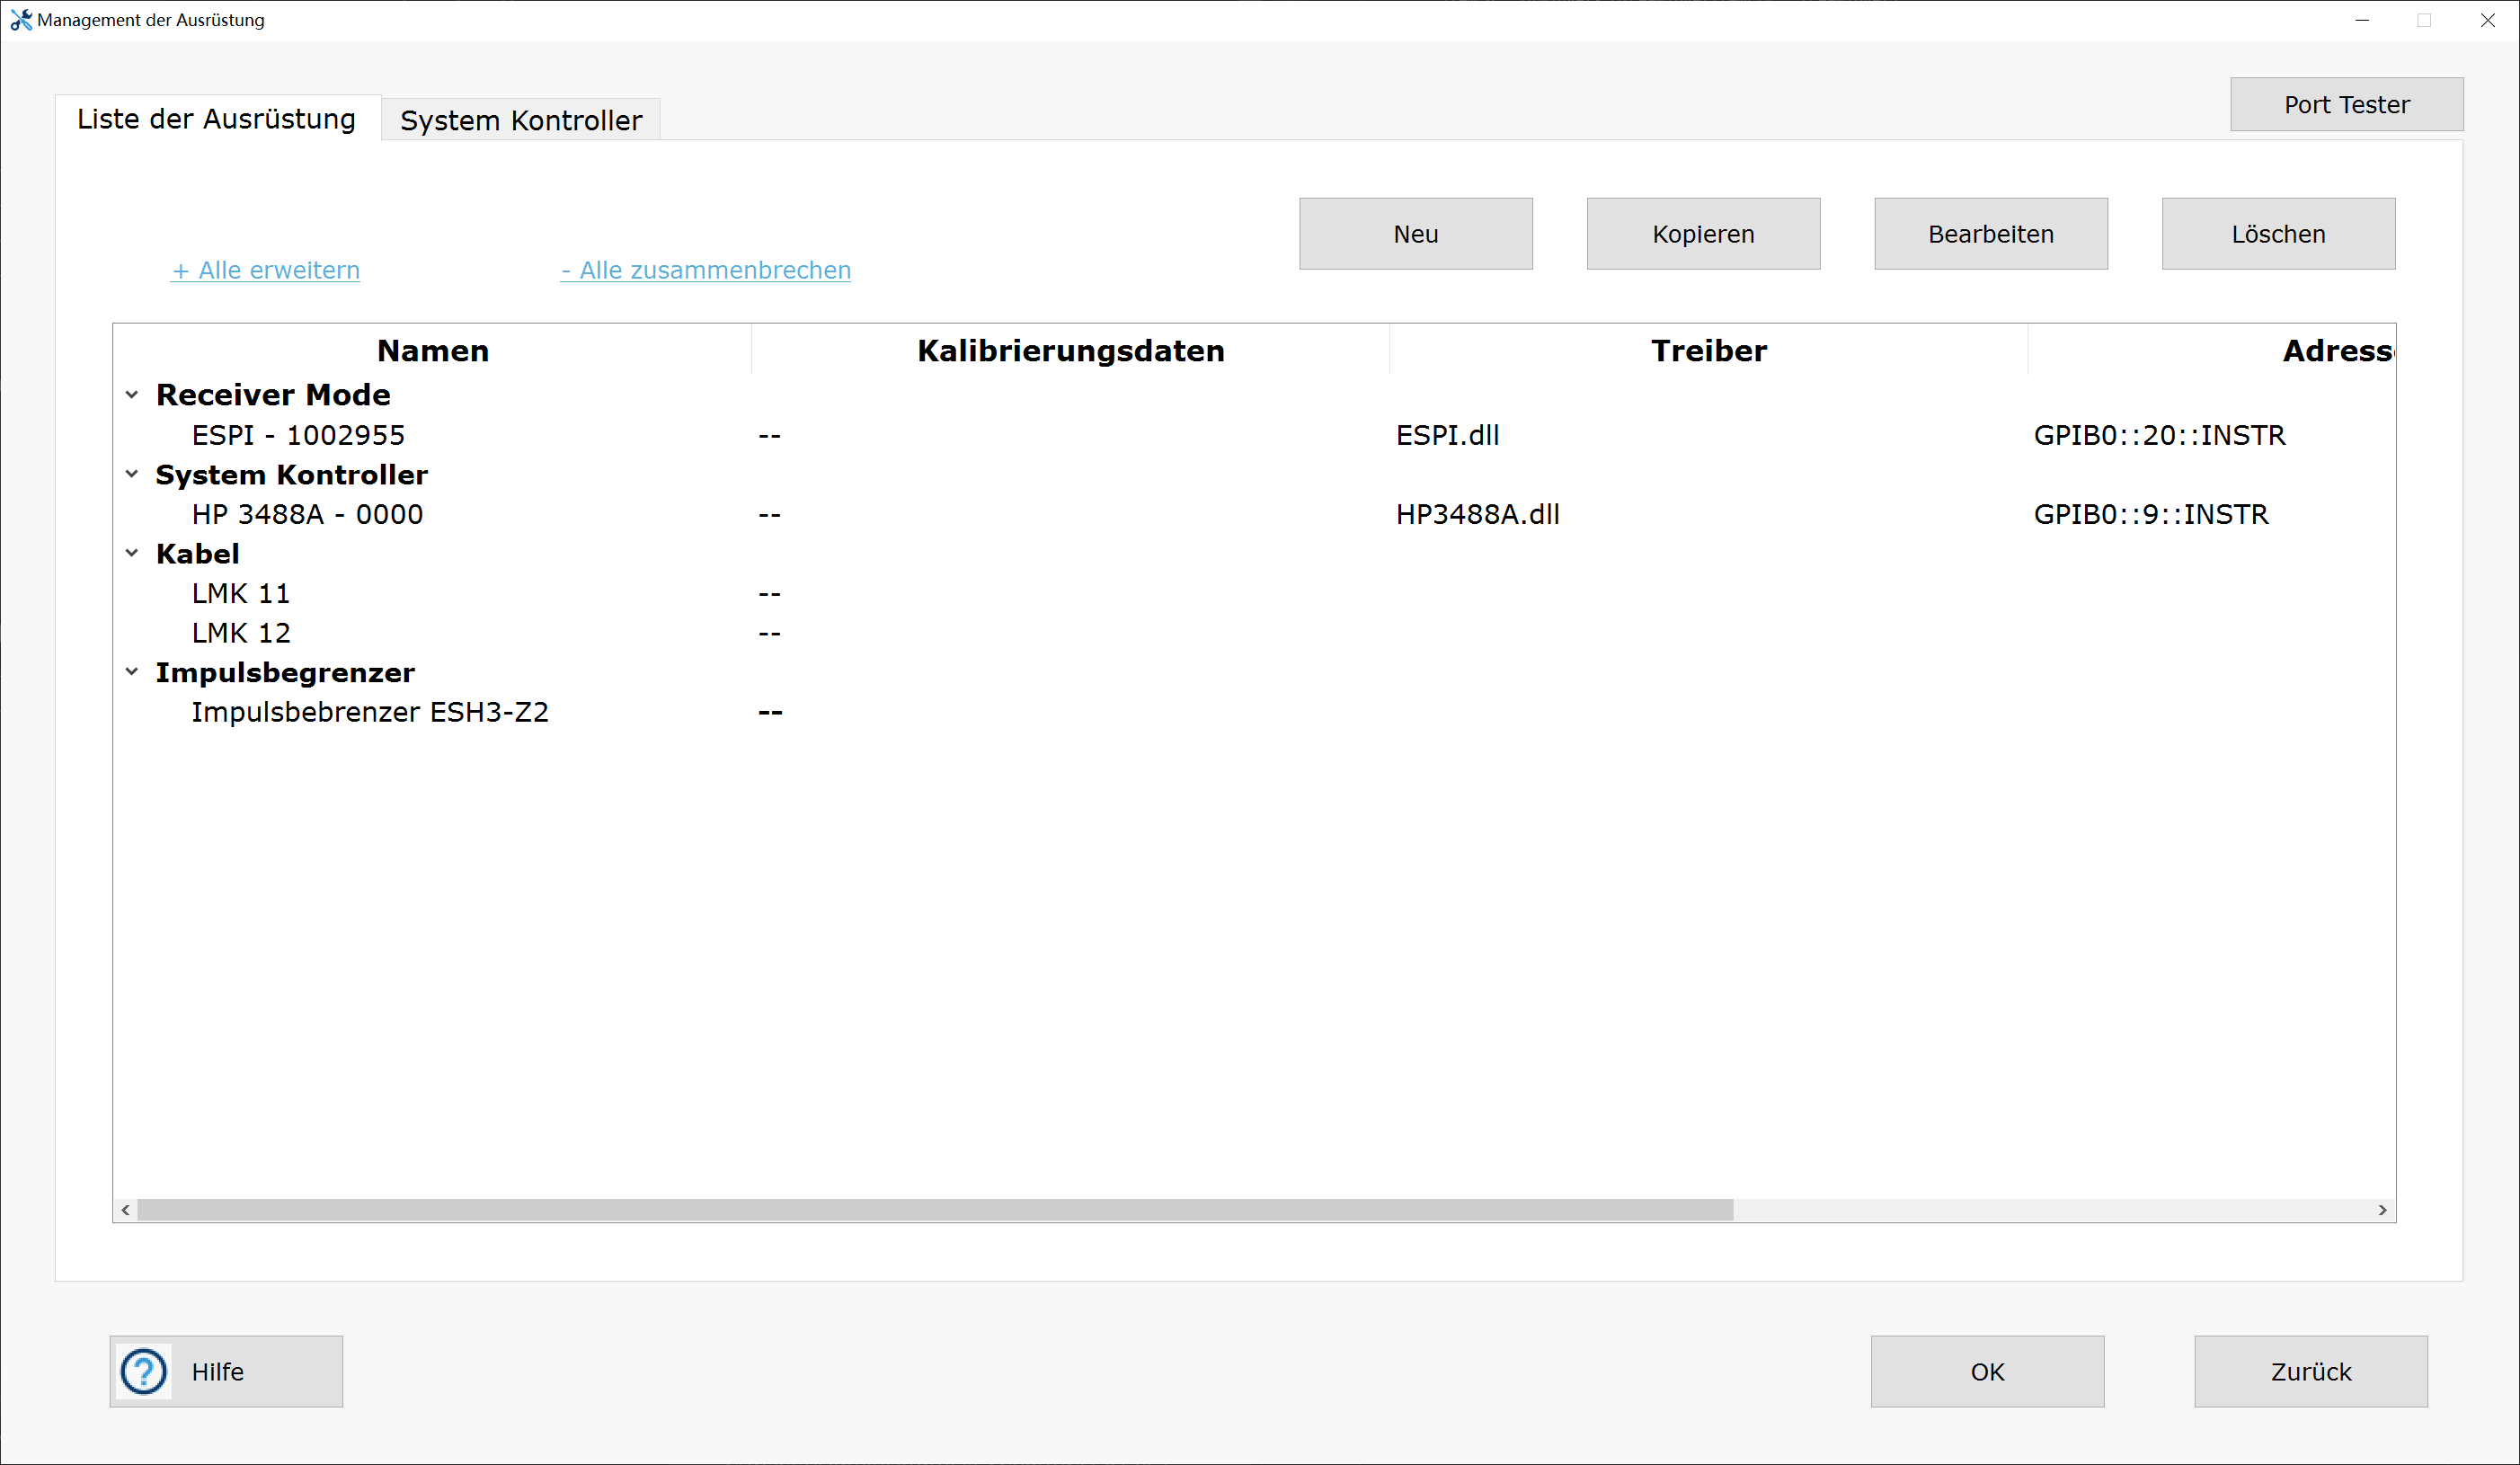 Management der Ausrüstung
Liste der Ausrüstung
System Kontroller
Port Tester
Neu
Kopieren
Bearbeiten
Löschen
+ Alle erweitern
- Alle zusammenbrechen
Namen Kalibrierungsdaten Treiber Adress
Receiver Mode
ESPI - 1002955 -- ESPI.dll GPIB0::20::INSTR
System Kontroller
HP 3488A - 0000 -- HP3488A.dll GPIB0::9::INSTR
Kabel
LMK 11 --
LMK 12 --
Impulsbegrenzer
Impulsbebrenzer ESH3-Z2 --
Hilfe
OK
Zurück